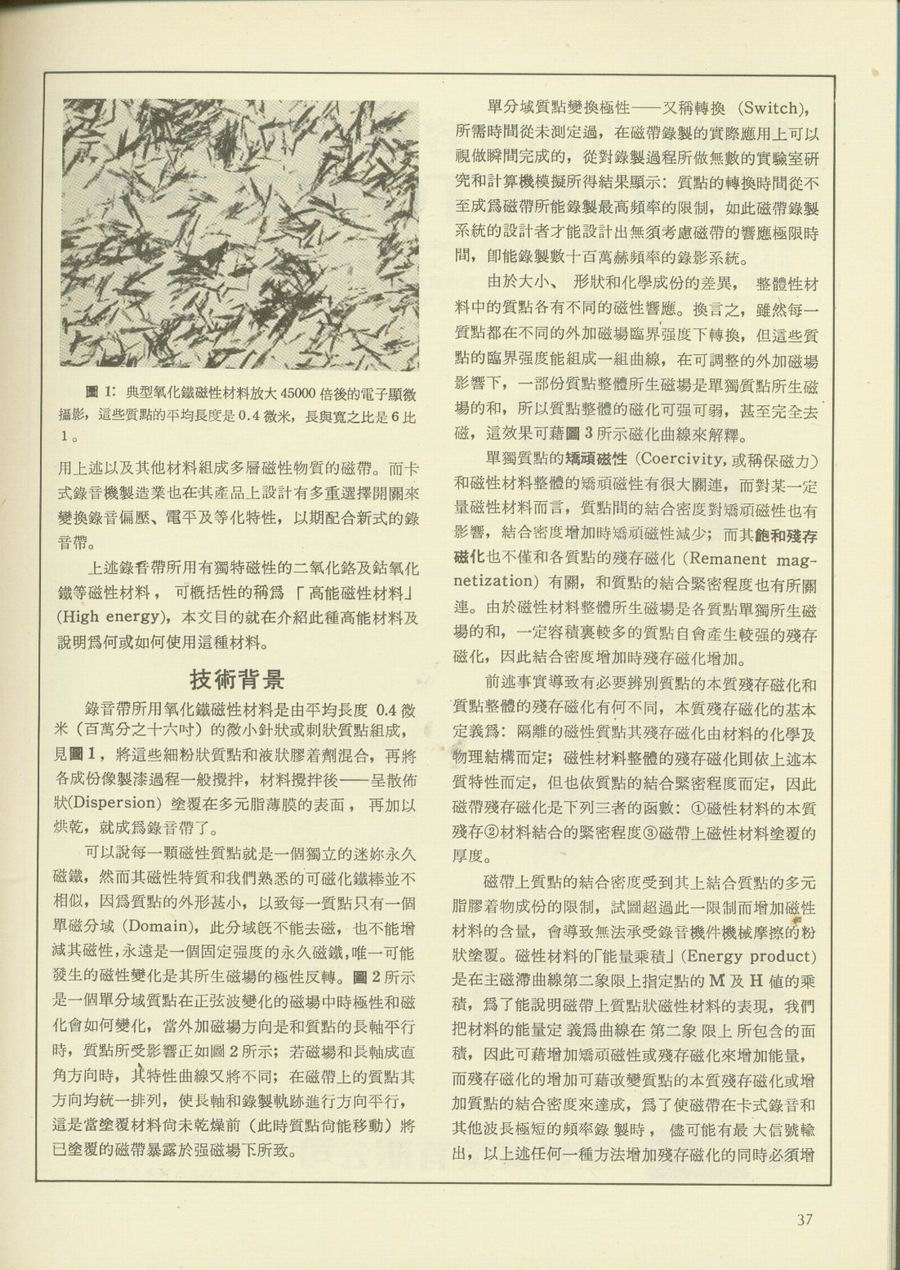 圖 1: 典型氧化鐵磁性材料放大 45000 倍後的電子顯微
攝影，這些質點的平均長度是 0.4 微米，長與寬之比是 6 比
1。
用上述以及其他材料組成多層磁性物質的磁帶。而卡
式錄音機製造業也在其產品上設計有多重選擇開關來
變換錄音偏壓、電平及等化特性，以期配合新式的錄
音帶。
上述錄音帶所用有獨特磁性的二氧化鉻及鈷氧化
鐵等磁性材料，可概括性的稱爲「高能磁性材料」
(High energy)，本文目的就在介紹此種高能材料及
說明爲何或如何使用這種材料。
技術背景
錄音帶所用氧化鐵磁性材料是由平均長度 0.4 微
米（百萬分之十六吋）的微小針狀或刺狀質點組成，
見圖 1，將這些細粉狀質點和液狀膠着劑混合，再將
各成份像製漆過程一般攪拌，材料攪拌後——呈散佈
狀(Dispersion) 塗覆在多元脂薄膜的表面，再加以
烘乾，就成爲錄音帶了。
可以說每一顆磁性質點就是一個獨立的迷妳永久
磁鐵，然而其磁性特質和我們熟悉的可磁化鐵棒並不
相似，因爲質點的外形甚小，以致每一質點只有一個
單磁分域 (Domain)，此分域旣不能去磁，也不能增
減其磁性，永遠是一個固定强度的永久磁鐵，唯一可能
發生的磁性變化是其所生磁場的極性反轉。圖 2 所示
是一個單分域質點在正弦波變化的磁場中時極性和磁
化會如何變化，當外加磁場方向是和質點的長軸平行
時，質點所受影響正如圖 2 所示；若磁場和長軸成直
角方向時，其特性曲線又將不同；在磁帶上的質點其
方向均統一排列，使長軸和錄製軌跡進行方向平行，
這是當塗覆材料尙未乾燥前（此時質點尙能移動）將
已塗覆的磁帶暴露於强磁場下所致。
單分域質點變換極性——又稱轉換 (Switch)，
所需時間從未測定過，在磁帶錄製的實際應用上可以
視做瞬間完成的，從對錄製過程所做無數的實驗室研
究和計算機模擬所得結果顯示：質點的轉換時間從不
至成爲磁帶所能錄製最高頻率的限制，如此磁帶錄製
系統的設計者才能設計出無須考慮磁帶的響應極限時
間，卽能錄製數十百萬赫頻率的錄影系統。
由於大小、形狀和化學成份的差異，整體性材
料中的質點各有不同的磁性響應。換言之，雖然每一
質點都在不同的外加磁場臨界强度下轉換，但這些質
點的臨界强度能組成一組曲線，在可調整的外加磁場
影響下，一部份質點整體所生磁場是單獨質點所生磁
場的和，所以質點整體的磁化可强可弱，甚至完全去
磁，這效果可藉圖 3 所示磁化曲線來解釋。
單獨質點的矯頑磁性 (Coercivity, 或稱保磁力）
和磁性材料整體的矯頑磁性有很大關連，而對某一定
量磁性材料而言，質點間的結合密度對矯頑磁性也有
影響，結合密度增加時矯頑磁性減少；而其飽和殘存
磁化也不僅和各質點的殘存磁化 (Remanent mag-
netization) 有關，和質點的結合緊密程度也有所關
連。由於磁性材料整體所生磁場是各質點單獨所生磁
場的和，一定容積裏較多的質點自會產生較强的殘存
磁化，因此結合密度增加時殘存磁化增加。
前述事實導致有必要辨別質點的本質殘存磁化和
質點整體的殘存磁化有何不同，本質殘存磁化的基本
定義爲：隔離的磁性質點其殘存磁化由材料的化學及
物理結構而定；磁性材料整體的殘存磁化則依上述本
質特性而定，但也依質點的結合緊密程度而定，因此
磁帶殘存磁化是下列三者的函數：①磁性材料的本質
殘存②材料結合的緊密程度③磁帶上磁性材料塗覆的
厚度。
磁帶上質點的結合密度受到其上結合質點的多元
脂膠着物成份的限制，試圖超過此一限制而增加磁性
材料的含量，會導致無法承受錄音機件機械摩擦的粉
狀塗覆。磁性材料的「能量乘積」(Energy product)
是在主磁滯曲線第二象限上指定點的 M 及 H 値的乘
積，爲了能說明磁帶上質點狀磁性材料的表現，我們
把材料的能量定義爲曲線在第二象限上所包含的面
積，因此可藉增加矯頑磁性或殘存磁化來增加能量，
而殘存磁化的增加可藉改變質點的本質殘存磁化或增
加質點的結合密度來達成，爲了使磁帶在卡式錄音和
其他波長極短的頻率錄製時，儘可能有最大信號輸
出，以上述任何一種方法增加殘存磁化的同時必須增
37